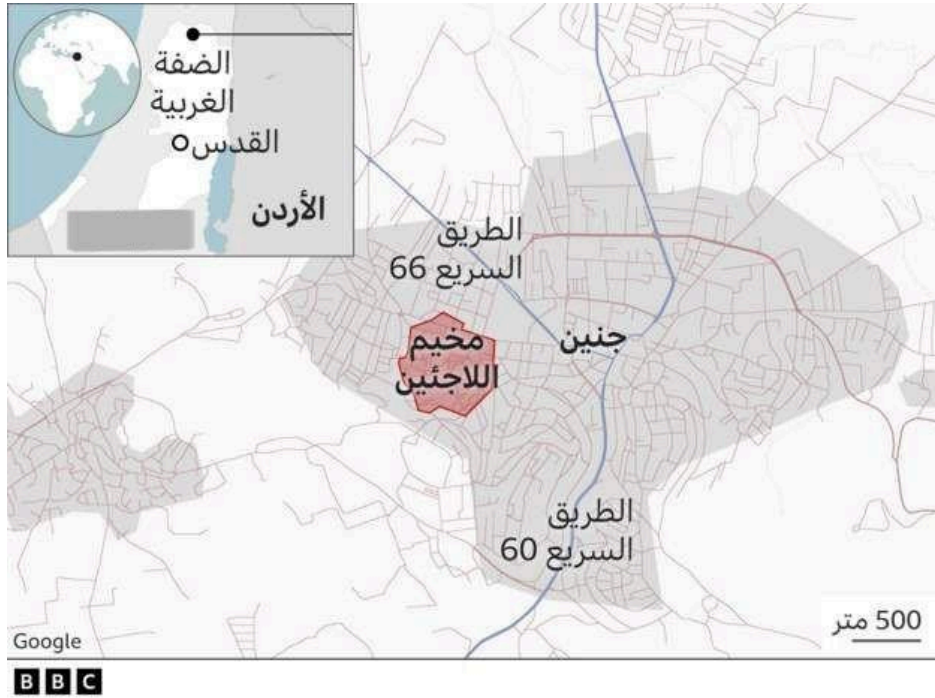 الضفة
الغربية
القدس
الأردن
الطريق
السريع 66
مخيم
اللاجئين
جنين
الطريق
السريع 60
500 متر
Google
BBC